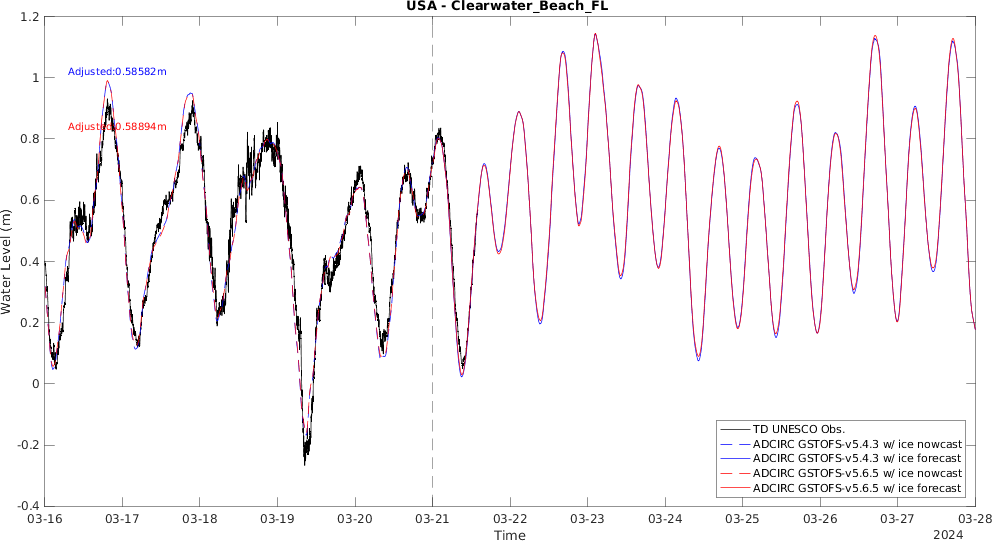 USA - Clearwater_Beach_FL
1.2
1
0.8
0.6
0.4
0.2
0
-0.2
-0.4
Water Level (m)
Adjusted:0.58582m
Adjusted:0.58894m
TD UNESCO Obs.
ADCIRC GSTOFS-v5.4.3 w/ ice nowcast
ADCIRC GSTOFS-v5.4.3 w/ ice forecast
ADCIRC GSTOFS-v5.6.5 w/ ice nowcast
ADCIRC GSTOFS-v5.6.5 w/ ice forecast
03-16 03-17 03-18 03-19 03-20 03-21 03-22 03-23 03-24 03-25 03-26 03-27 03-28
Time
2024